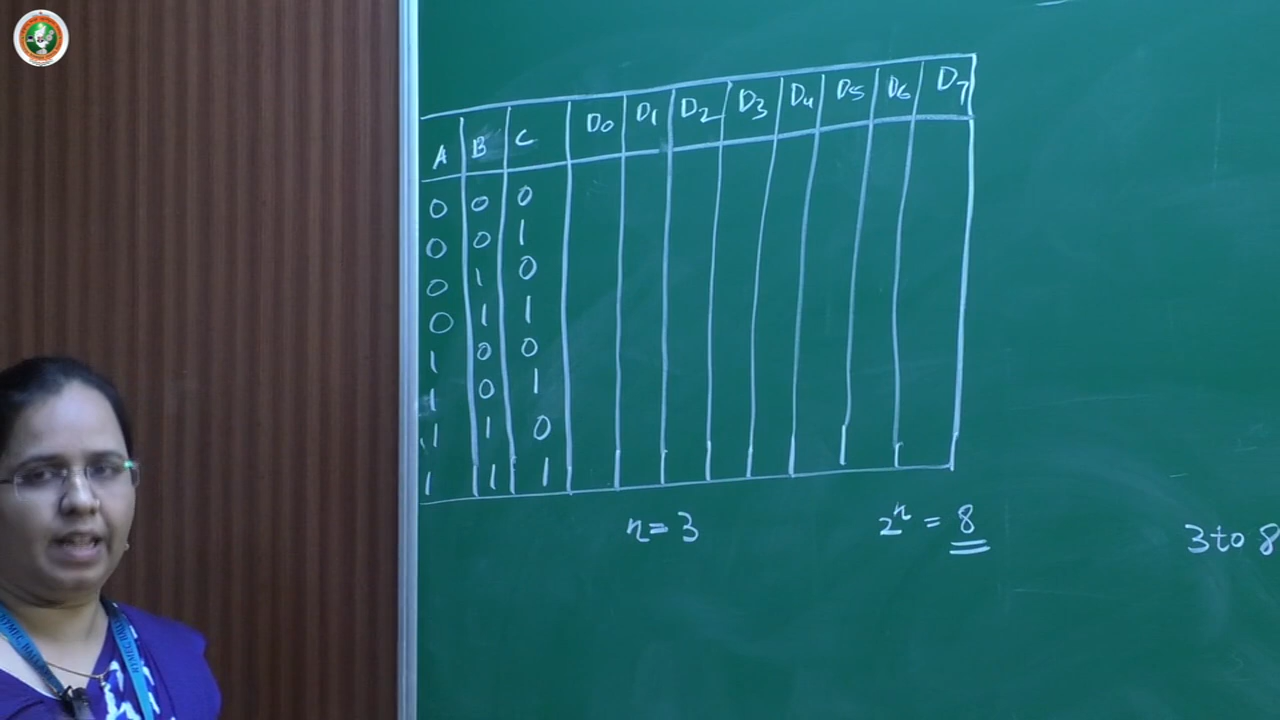 A B C D0 D1 D2 D3 D4 D5 D6 D7
0 0 0
0 0 1
0 1 0
0 1 1
1 0 0
1 0 1
1 1 0
1 1 1
n=3 2ⁿ = 8 3 to 8